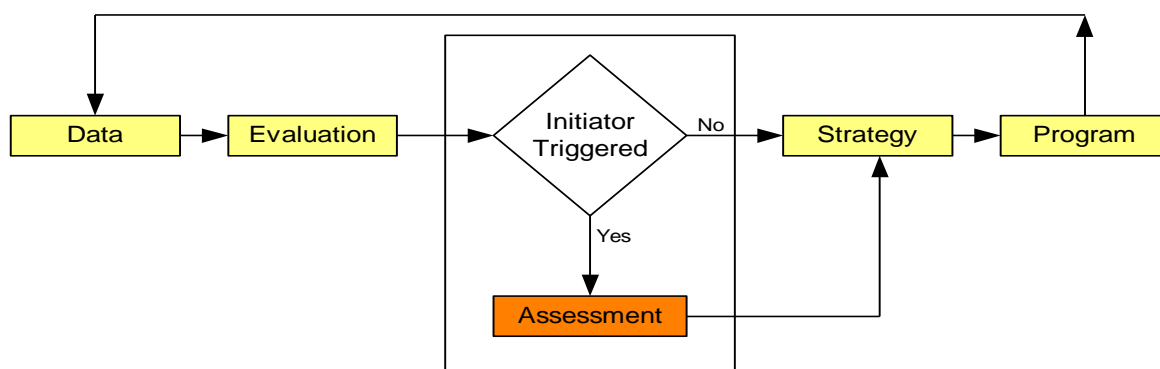 Data
Evaluation
Initiator
Triggered
No
Strategy
Program
Yes
Assessment